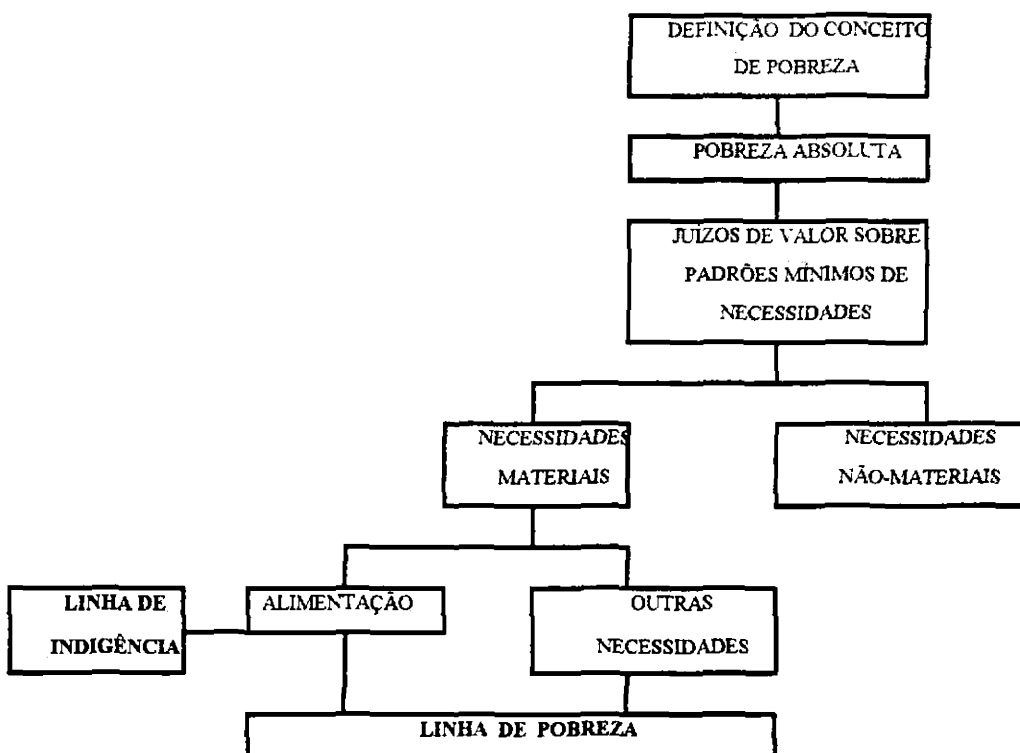 DEFINIÇÃO DO CONCEITO
DE POBREZA
POBREZA ABSOLUTA
JUÍZOS DE VALOR SOBRE
PADRÕES MÍNIMOS DE
NECESSIDADES
NECESSIDADES
MATERIAIS
NECESSIDADES
NÃO-MATERIAIS
LINHA DE
INDIGÊNCIA
ALIMENTAÇÃO
OUTRAS
NECESSIDADES
LINHA DE POBREZA